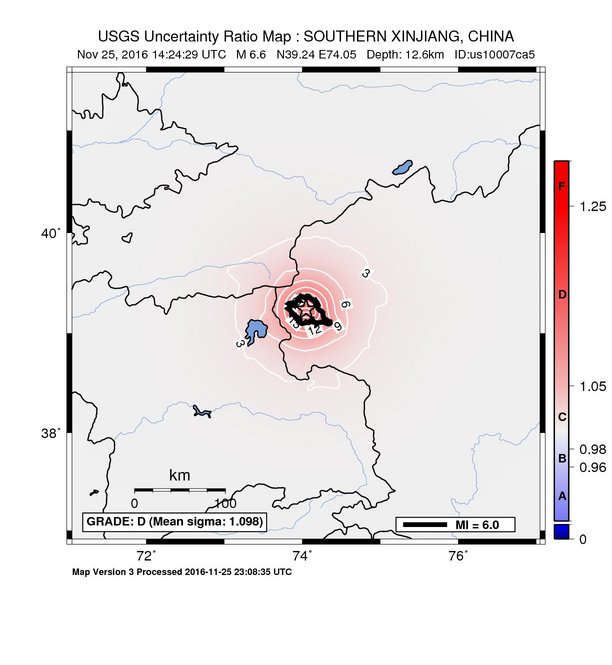 USGS Uncertainty Ratio Map : SOUTHERN XINJIANG, CHINA
Nov 25, 2016 14:24:29 UTC M 6.6 N39.24 E74.05 Depth: 12.6km ID:us10007ca5
F
1.25
40°
3
D
6
9
12
3
1.05
C
38°
0.98
B
0.96
km
A
0 100
GRADE: D (Mean sigma: 1.098)
MI = 6.0
0
72° 74° 76°
Map Version 3 Processed 2016-11-25 23:08:35 UTC